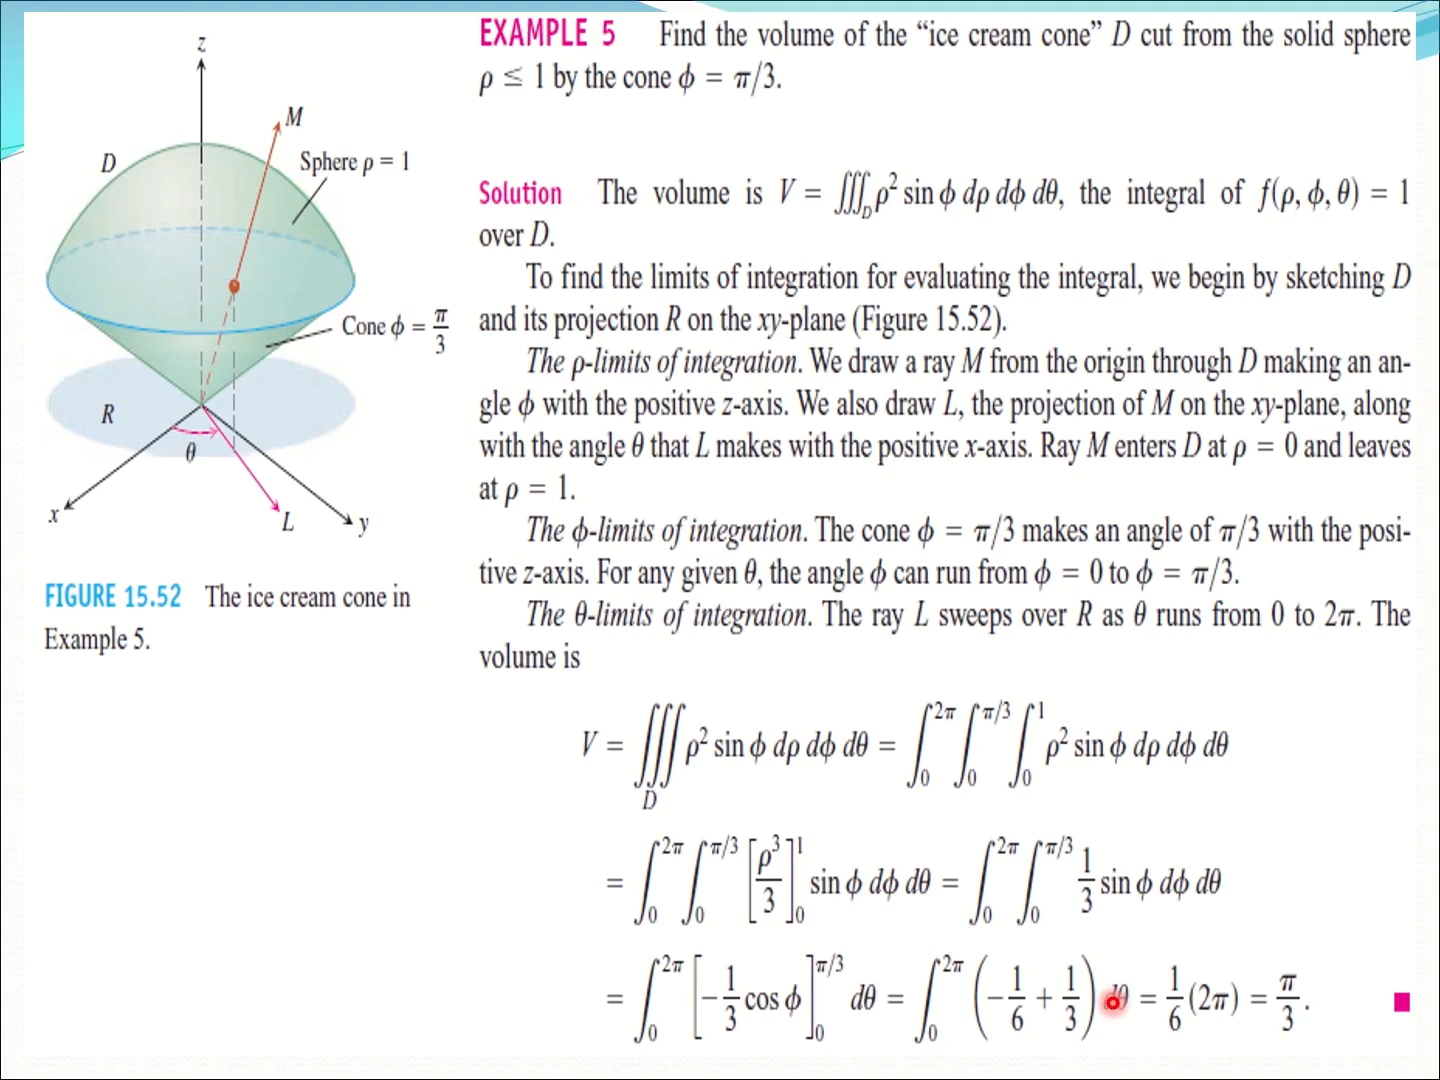 z
M
D
Sphere ρ = 1
Cone ϕ = π/3
R
θ
x
L
y
FIGURE 15.52 The ice cream cone in
Example 5.
EXAMPLE 5 Find the volume of the “ice cream cone” D cut from the solid sphere
ρ ≤ 1 by the cone ϕ = π/3.
Solution The volume is V = ∭_D ρ² sin ϕ dρ dϕ dθ, the integral of f(ρ, ϕ, θ) = 1
over D.
To find the limits of integration for evaluating the integral, we begin by sketching D
and its projection R on the xy-plane (Figure 15.52).
The ρ-limits of integration. We draw a ray M from the origin through D making an an-
gle ϕ with the positive z-axis. We also draw L, the projection of M on the xy-plane, along
with the angle θ that L makes with the positive x-axis. Ray M enters D at ρ = 0 and leaves
at ρ = 1.
The ϕ-limits of integration. The cone ϕ = π/3 makes an angle of π/3 with the posi-
tive z-axis. For any given θ, the angle ϕ can run from ϕ = 0 to ϕ = π/3.
The θ-limits of integration. The ray L sweeps over R as θ runs from 0 to 2π. The
volume is
V = ∭_D ρ² sin ϕ dρ dϕ dθ = ∫_0^{2π} ∫_0^{π/3} ∫_0^1 ρ² sin ϕ dρ dϕ dθ
= ∫_0^{2π} ∫_0^{π/3} [ρ³/3]_0^1 sin ϕ dϕ dθ = ∫_0^{2π} ∫_0^{π/3} 1/3 sin ϕ dϕ dθ
= ∫_0^{2π} [−1/3 cos ϕ]_0^{π/3} dθ = ∫_0^{2π} (−1/6 + 1/3) dθ = 1/6 (2π) = π/3.